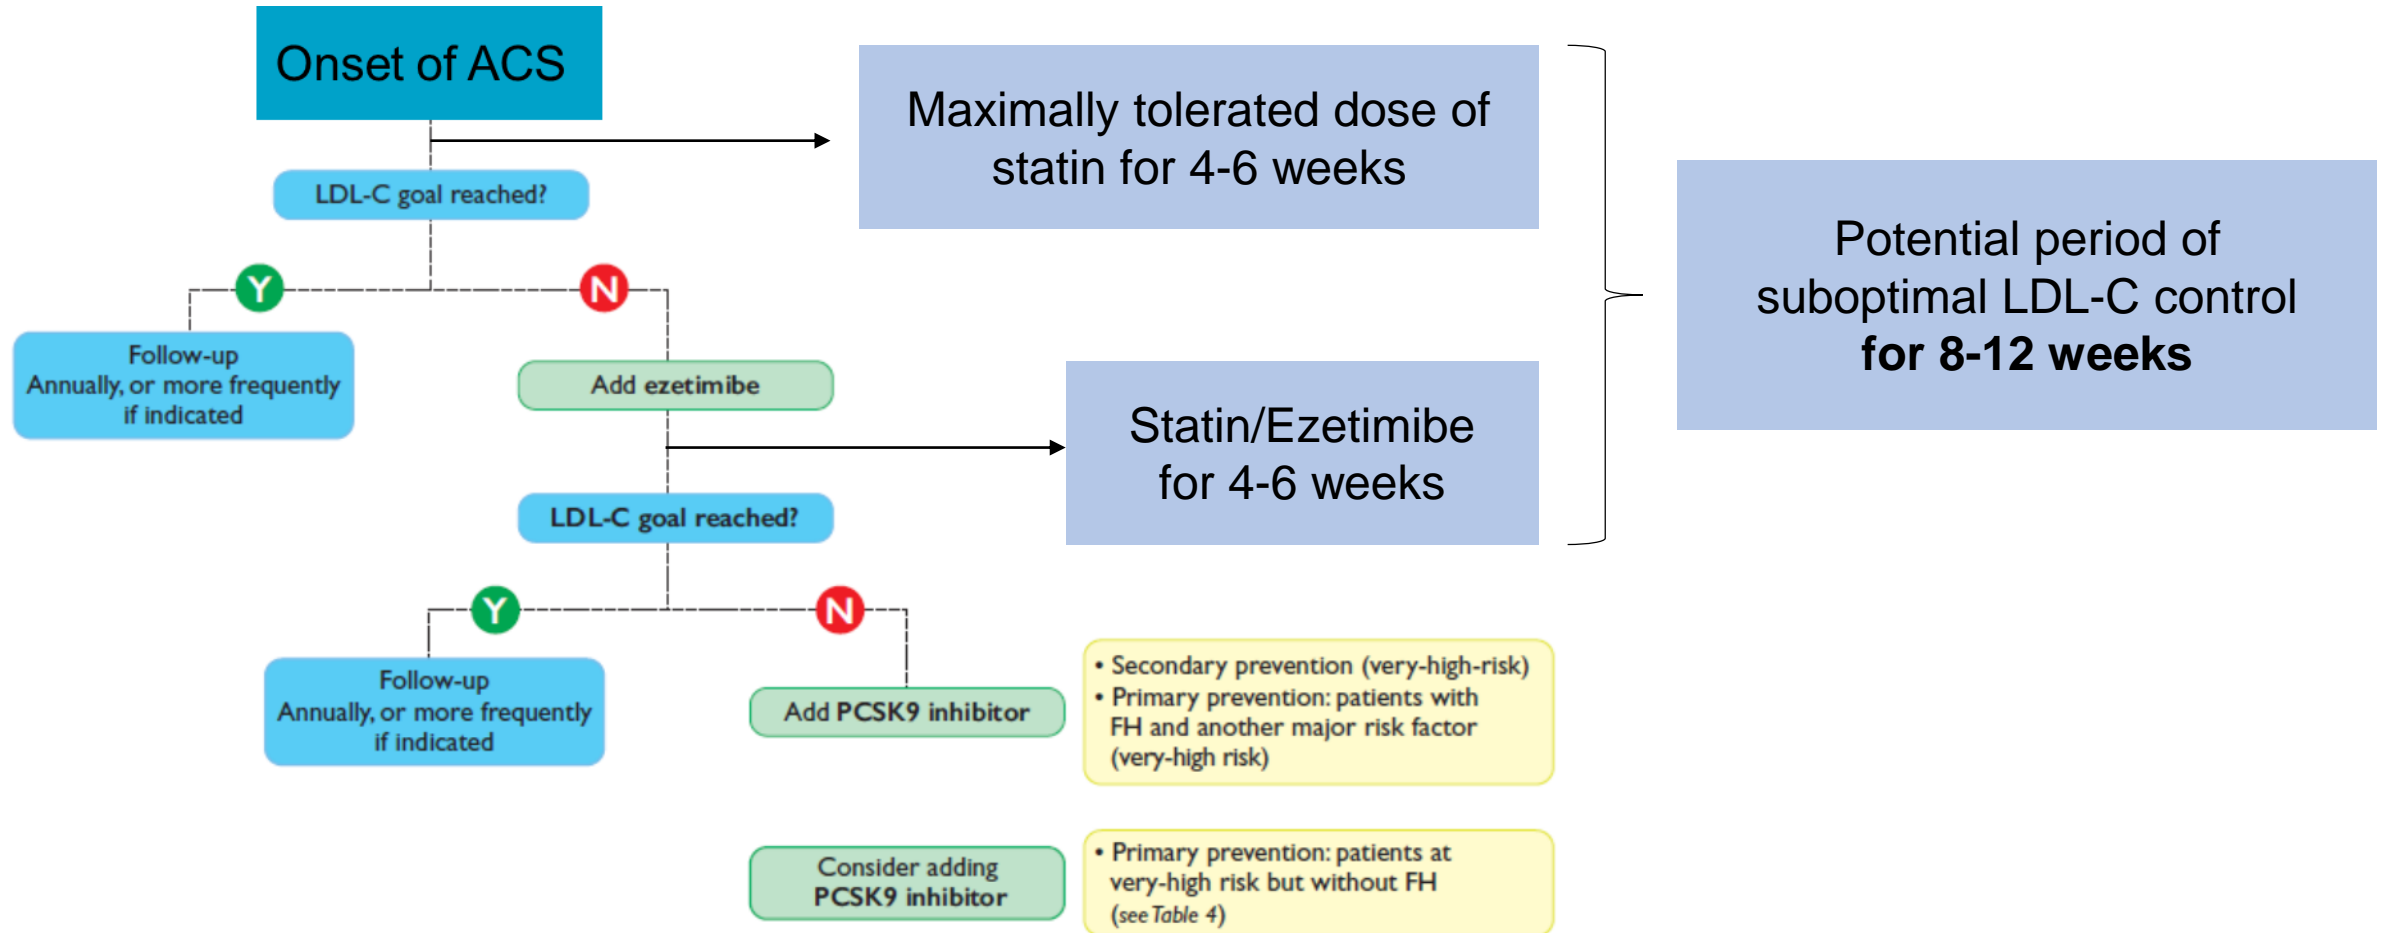 Onset of ACS
Maximally tolerated dose of
statin for 4-6 weeks
LDL-C goal reached?
Potential period of
suboptimal LDL-C control
for 8-12 weeks
Y
N
Follow-up
Annually, or more frequently
if indicated
Add ezetimibe
Statin/Ezetimibe
for 4-6 weeks
LDL-C goal reached?
Y
N
Follow-up
Annually, or more frequently
if indicated
Add PCSK9 inhibitor
• Secondary prevention (very-high-risk)
• Primary prevention: patients with
FH and another major risk factor
(very-high risk)
Consider adding
PCSK9 inhibitor
• Primary prevention: patients at
very-high risk but without FH
(see Table 4)